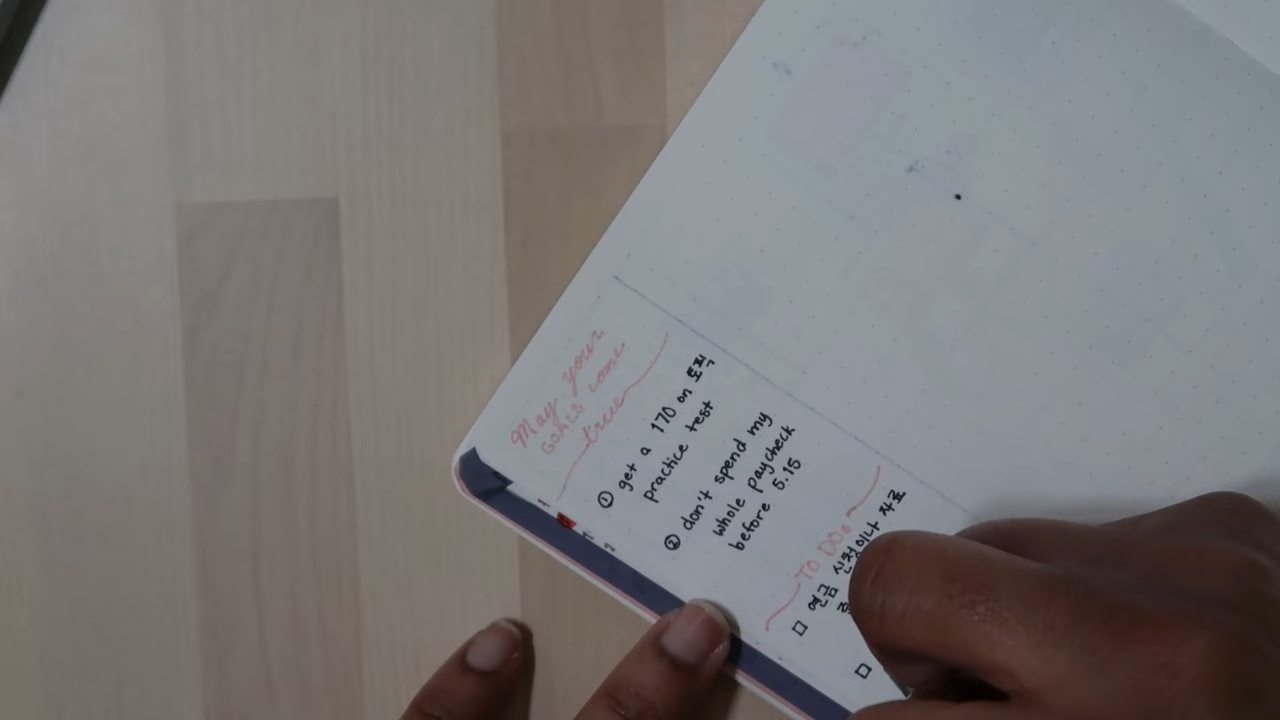 May your
GOALS come
true
① get a 170 on 토픽
practice test
② don't spend my
whole paycheck
before 5.15
TO DOs
□ 연금 신청이나 자료
□